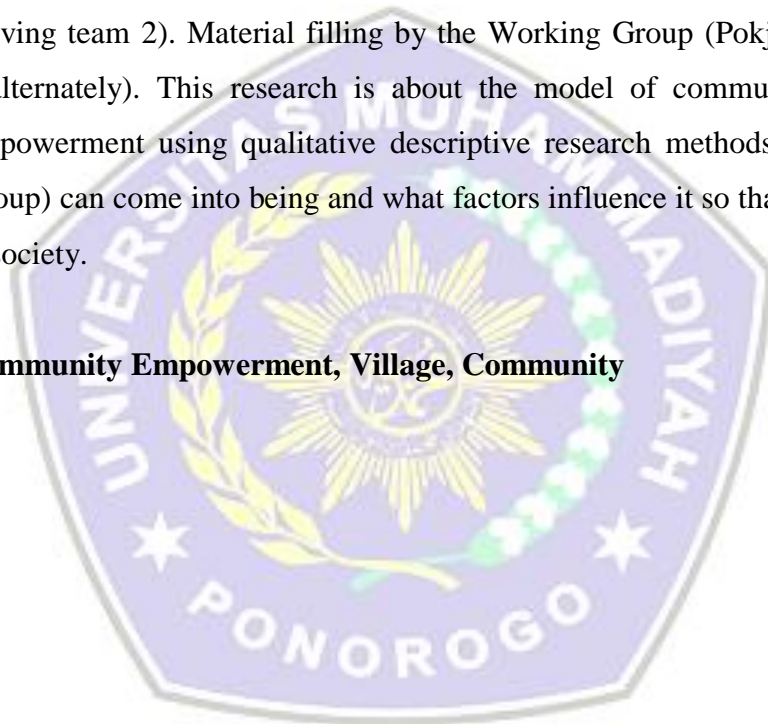 ving team 2). Material filling by the Working Group (Pokj
alternately). This research is about the model of commu
powerment using qualitative descriptive research methods
oup) can come into being and what factors influence it so tha
society.
mmunity Empowerment, Village, Community
UNIVERSITAS MUHAMMADIYAH
PONOROGO